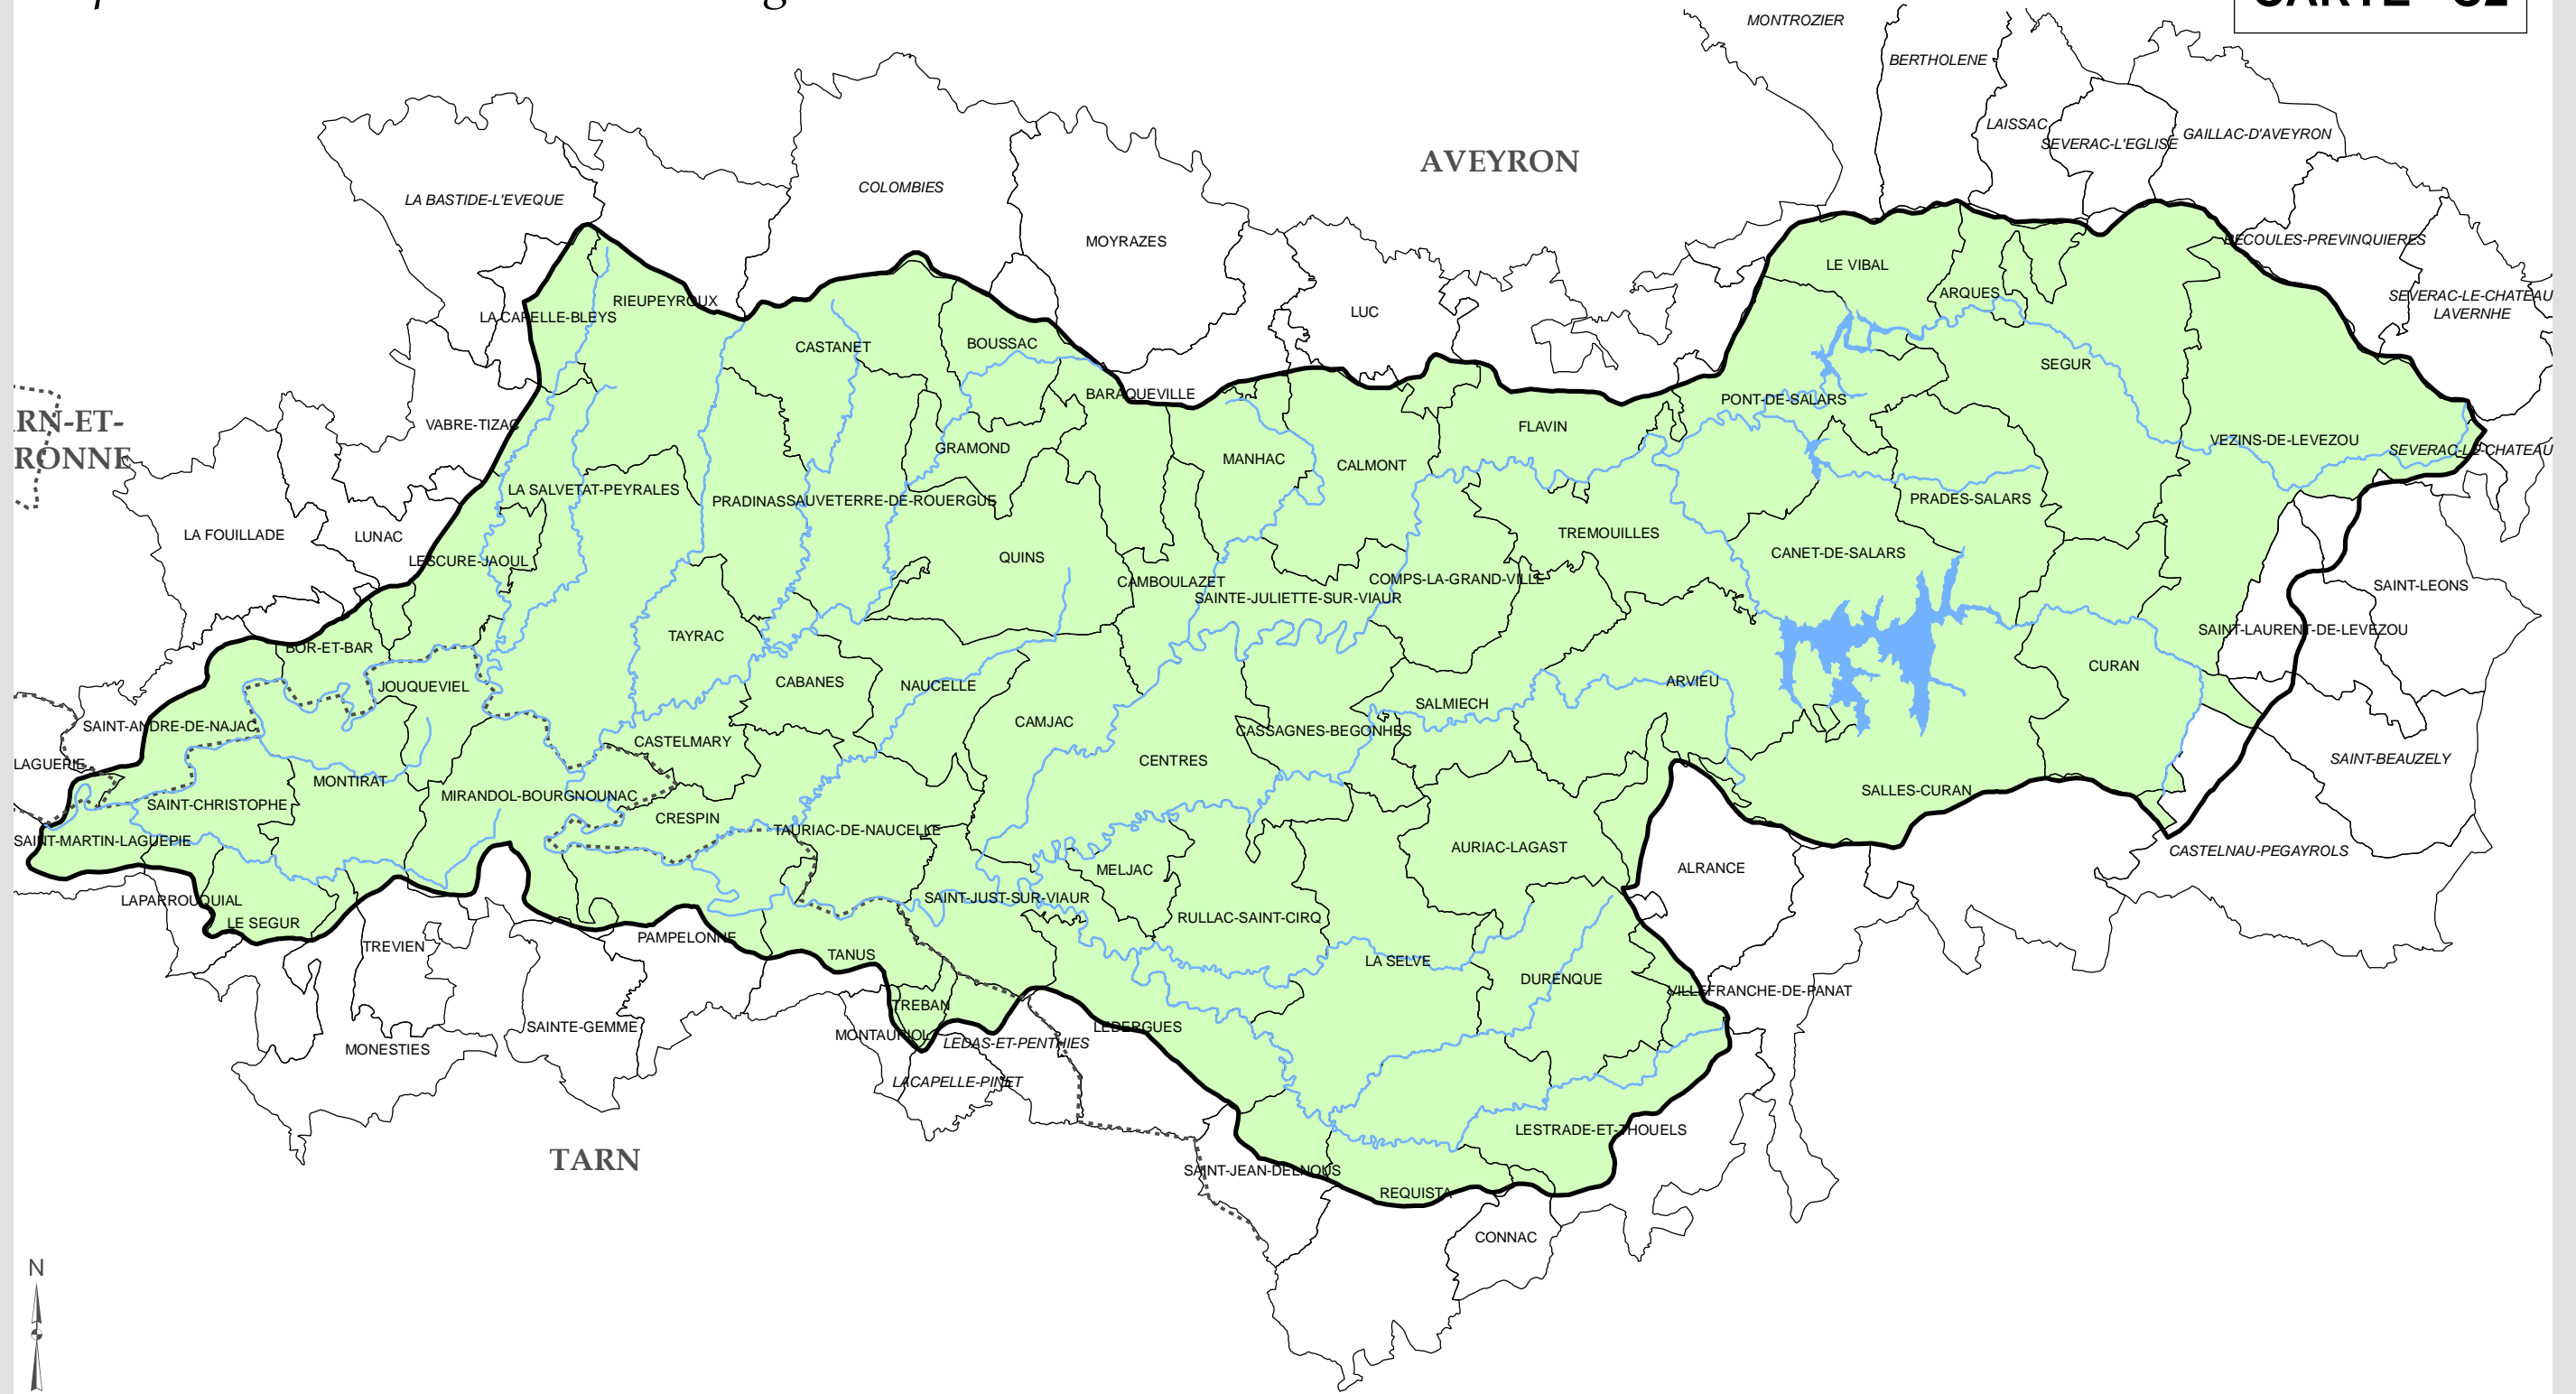 MONTROZIER
BERTHOLENE
LAISSAC
SEVERAC-L'EGLISE
GAILLAC-D'AVEYRON
AVEYRON
COLOMBIES
LA BASTIDE-L'EVEQUE
MOYRAZES
BECOULES-PREVINQUIERES
LE VIBAL
ARQUES
SEVERAC-LE-CHATEAU
LAVERNHE
RIEUPEYROUX
LA CAPELLE-BLEYS
LUC
CASTANET
BOUSSAC
SEGUR
BARAQUEVILLE
PONT-DE-SALARS
RN-ET-
RONNE
VABRE-TIZAC
FLAVIN
GRAMOND
MANHAC
CALMONT
VEZINS-DE-LEVEZOU
SEVERAC-LE-CHATEAU
LA SALVETAT-PEYRALES
PRADINAS
SAUVETERRE-DE-ROUERGUE
PRADES-SALARS
LA FOUILLADE
LUNAC
TREMOUILLES
LESCURE-JAOUL
QUINS
CANET-DE-SALARS
CAMBOULAZET
COMPS-LA-GRAND-VILLE
SAINTE-JULIETTE-SUR-VIAUR
SAINT-LEONS
TAYRAC
SAINT-LAURENT-DE-LEVEZOU
BOR-ET-BAR
CURAN
JOUQUEVIEL
CABANES
NAUCELLE
ARVIEU
SALMIECH
SAINT-ANDRE-DE-NAJAC
CAMJAC
CASSAGNES-BEGONHES
CASTELMARY
CENTRES
SAINT-BEAUZELY
LAGUEPIE
MONTIRAT
SALLES-CURAN
MIRANDOL-BOURGNOUNAC
SAINT-CHRISTOPHE
CRESPIN
TAURIAC-DE-NAUCELLE
SAINT-MARTIN-LAGUEPIE
AURIAC-LAGAST
CASTELNAU-PEGAYROLS
MELJAC
ALRANCE
LAPARROUQUIAL
SAINT-JUST-SUR-VIAUR
RULLAC-SAINT-CIRQ
LE SEGUR
PAMPELONNE
TREVIEN
TANUS
LA SELVE
DURENQUE
VILLEFRANCHE-DE-PANAT
TREBAN
SAINTE-GEMME
LEDERGUES
MONTAURIOL
LEDAS-ET-PENTHIES
MONESTIES
LACAPELLE-PINET
LESTRADE-ET-THOUELS
TARN
SAINT-JEAN-DELNOUS
REQUISTA
CONNAC
N